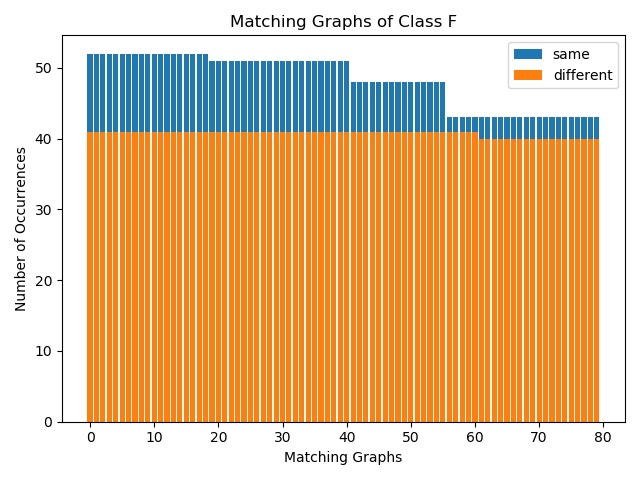 Matching Graphs of Class F
same
different
Number of Occurrences
50
40
30
20
10
0
0 10 20 30 40 50 60 70 80
Matching Graphs